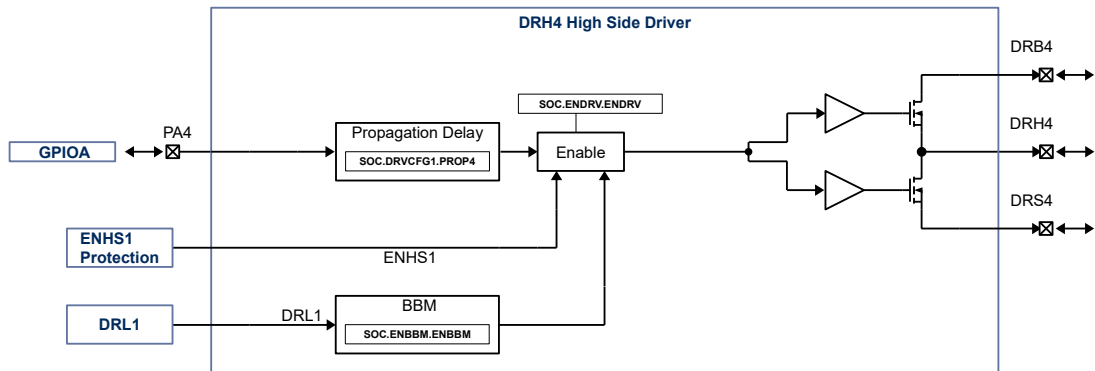 DRH4 High Side Driver
DRB4
SOC.ENDRV.ENDRV
PA4
Propagation Delay
GPIOA
SOC.DRVCFG1.PROP4
Enable
DRH4
DRS4
ENHS1
Protection
ENHS1
BBM
DRL1
DRL1
SOC.ENBBM.ENBBM